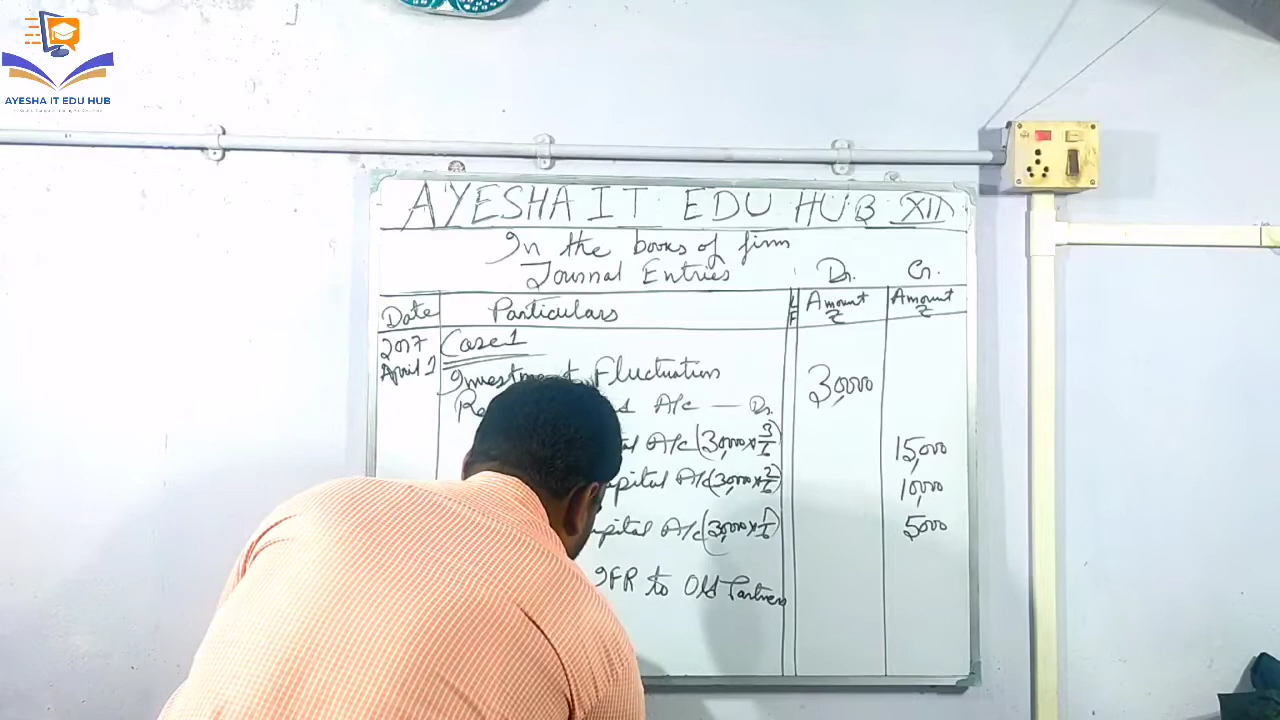 AYESHA IT EDU HUB
AYESHA IT EDU HUB XII
In the books of firm
Journal Entries
Dr.
Cr.
Date
Particulars
L
F
Amount
₹
Amount
₹
2017
April 1
Case 1
Investment Fluctuation
30,000
A/c — Dr.
A/c (30,000 × 3/6)
15,000
Capital A/c (30,000 × 2/6)
10,000
Capital A/c (30,000 × 1/6)
5000
IFR to Old Partners